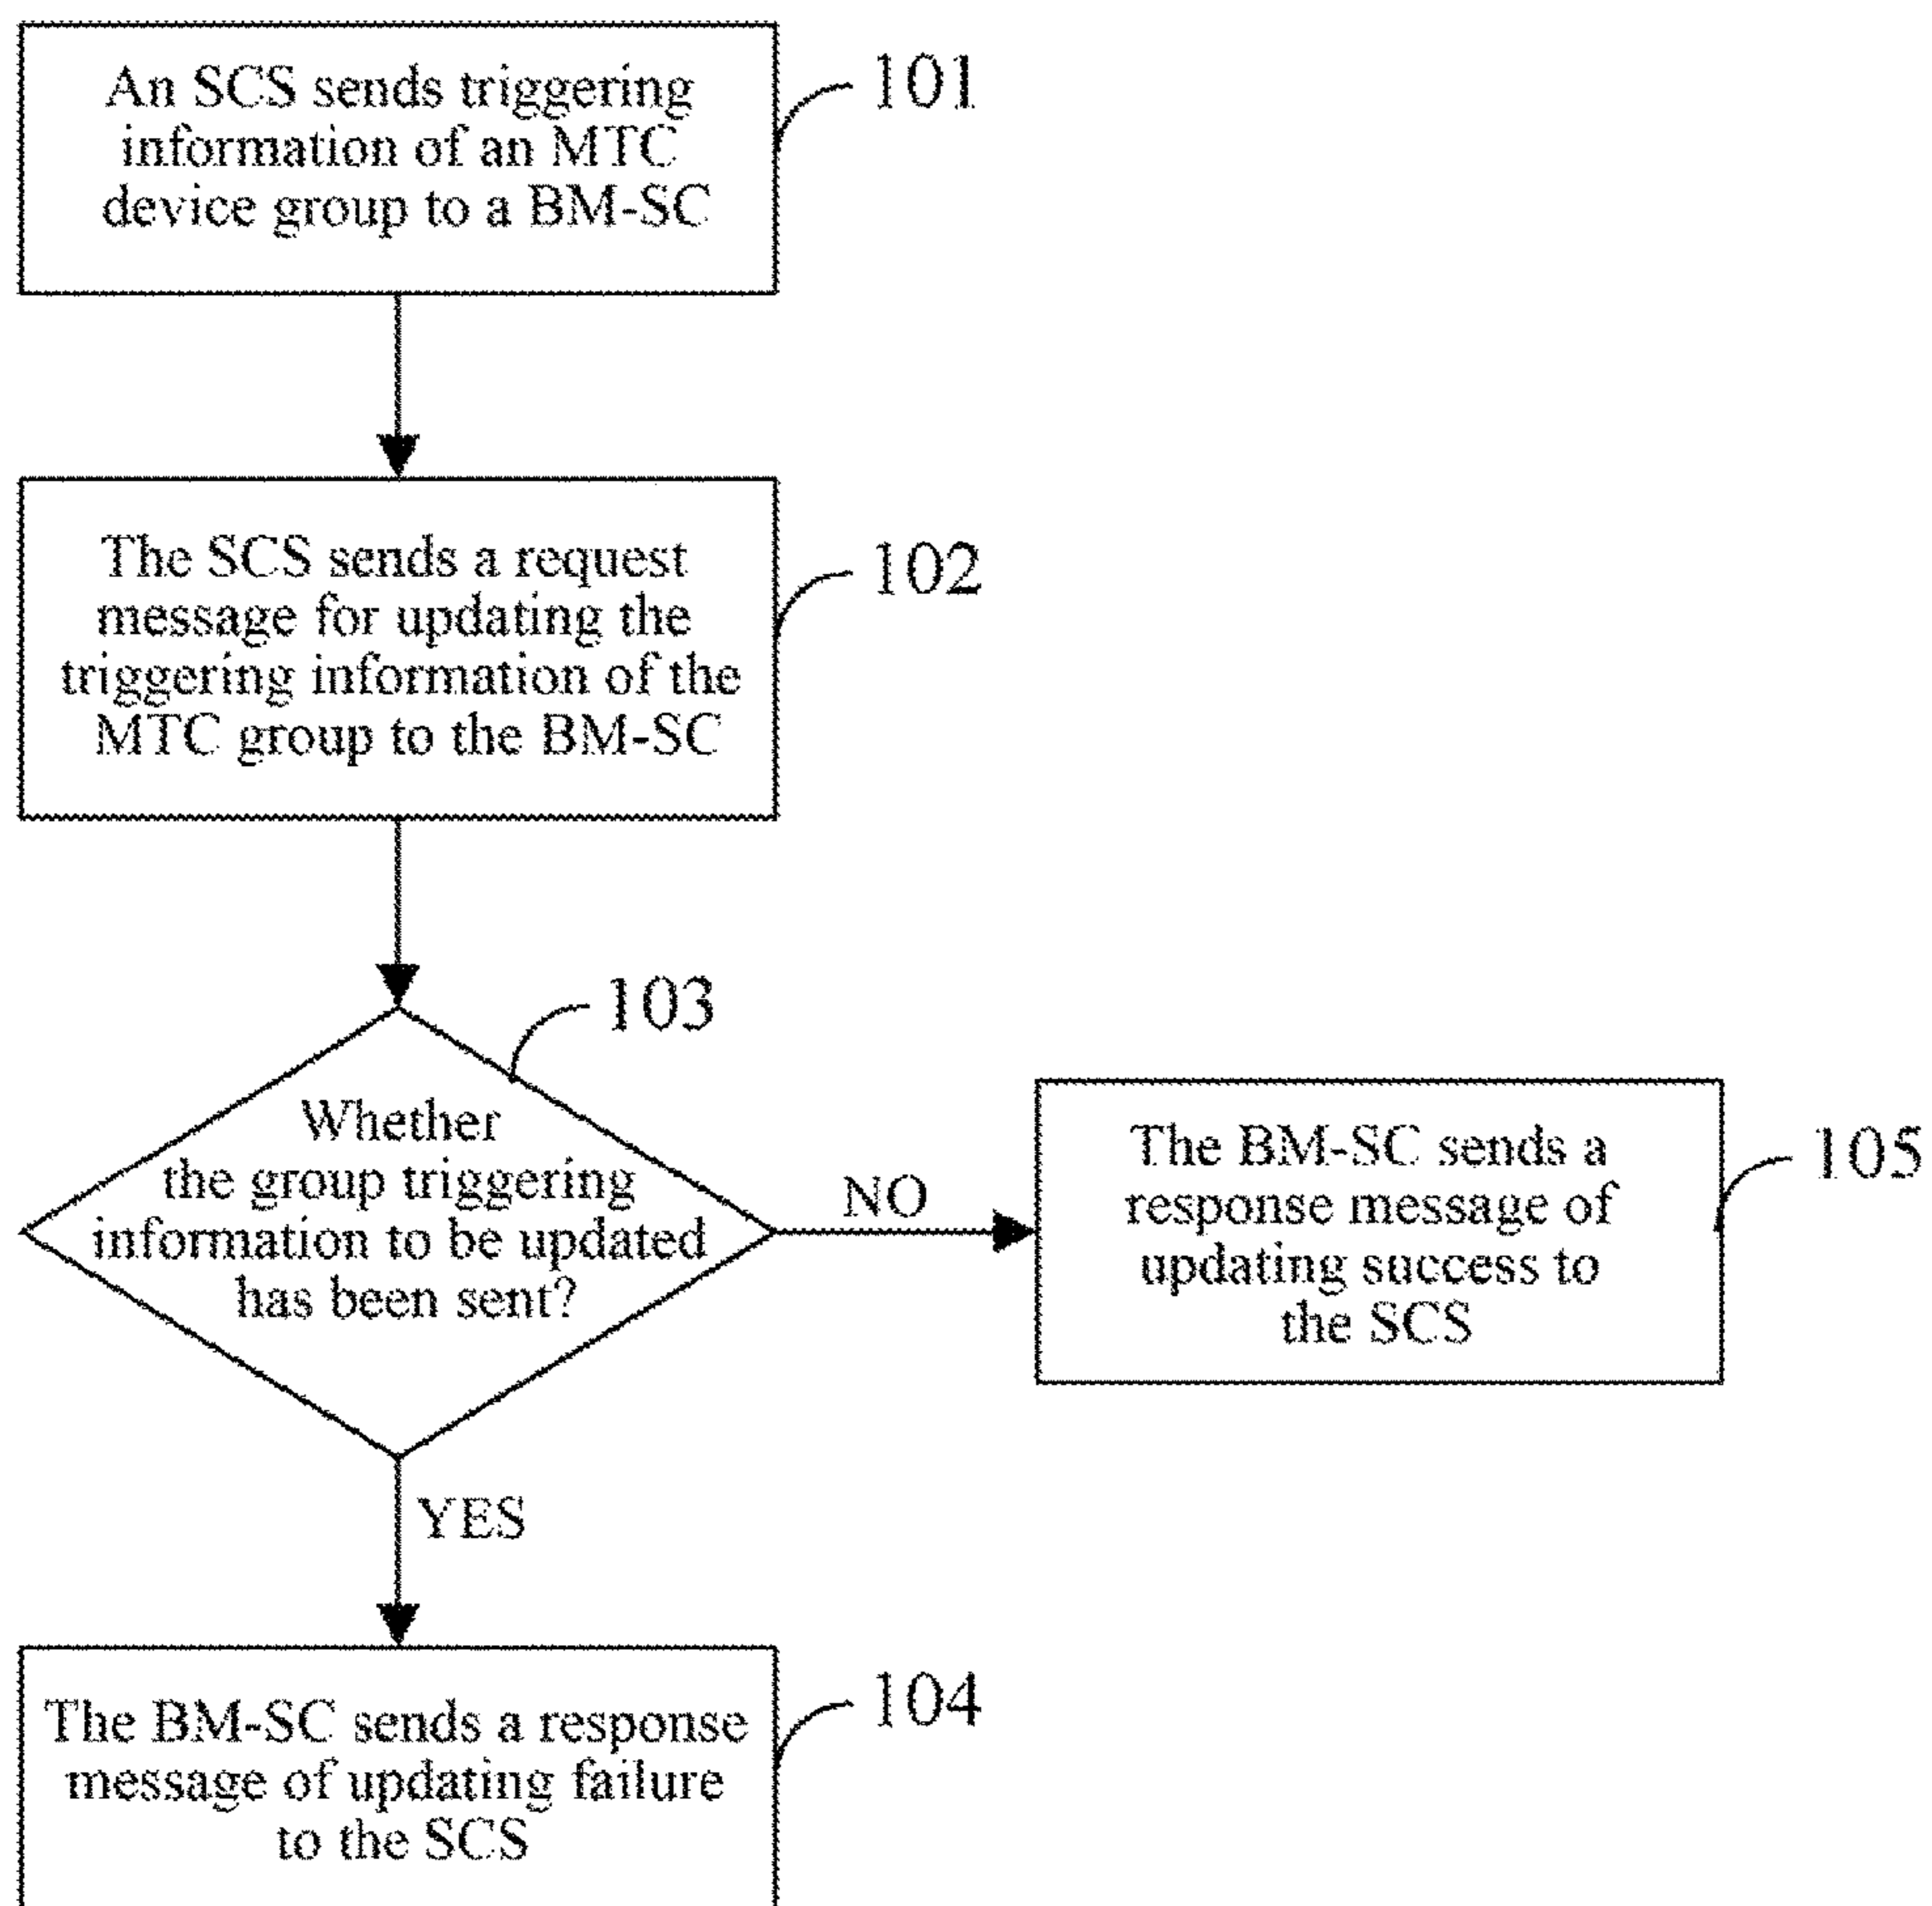 An SCS sends triggering
information of an MTC
device group to a BM-SC
101
The SCS sends a request
message for updating the
triggering information of the
MTC group to the BM-SC
102
103
Whether
the group triggering
information to be updated
has been sent?
NO
The BM-SC sends a
response message of
updating success to
the SCS
105
YES
The BM-SC sends a response
message of updating failure
to the SCS
104